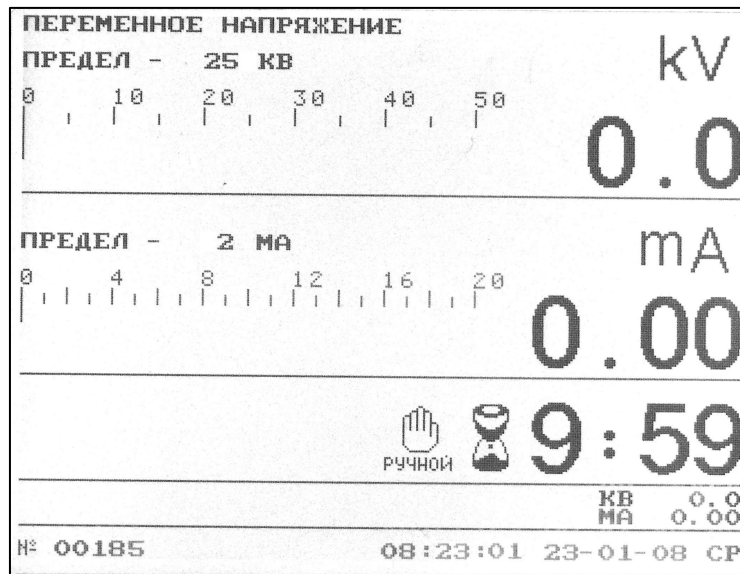 ПЕРЕМЕННОЕ НАПРЯЖЕНИЕ
kV
ПРЕДЕЛ - 25 КВ
0 10 20 30 40 50
0.0
ПРЕДЕЛ - 2 МА
mA
0 4 8 12 16 20
0.00
РУЧНОЙ
9:59
КВ 0.0
МА 0.00
№ 00185 08:23:01 23-01-08 СР